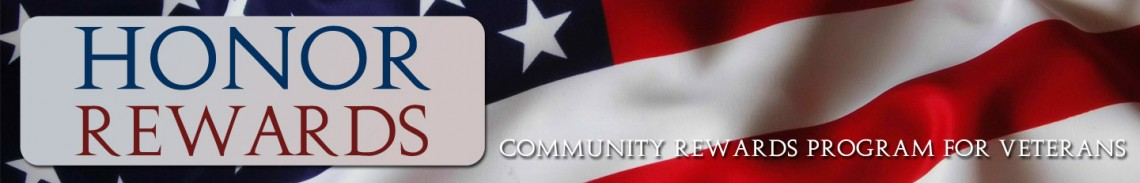 HONOR
REWARDS
COMMUNITY REWARDS PROGRAM FOR VETERANS